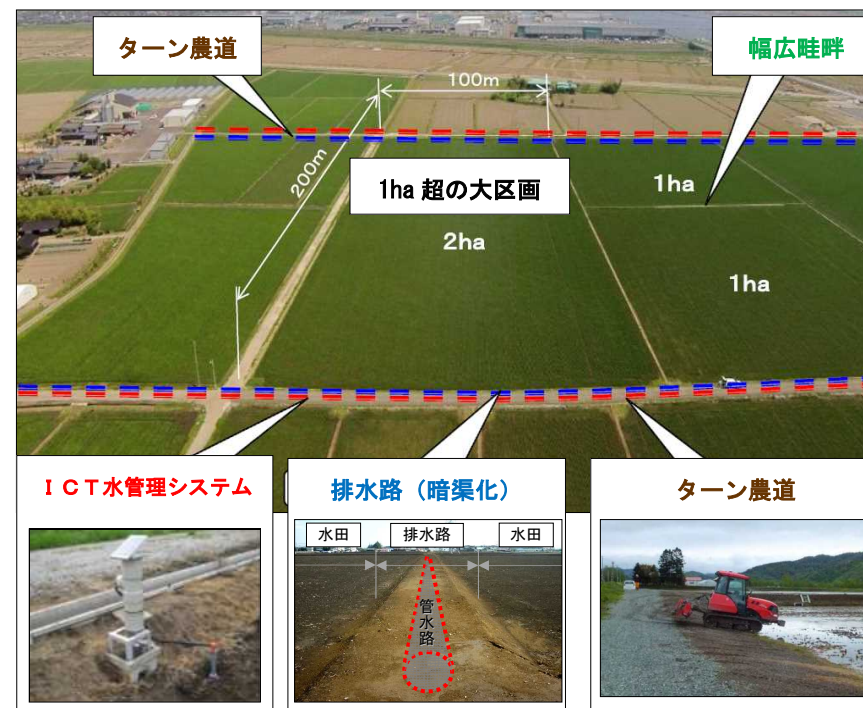 ターン農道
幅広畦畔
100m
200m
1ha 超の大区画
1ha
2ha
1ha
ＩＣＴ水管理システム
排水路（暗渠化）
ターン農道
水田
排水路
水田
管水路